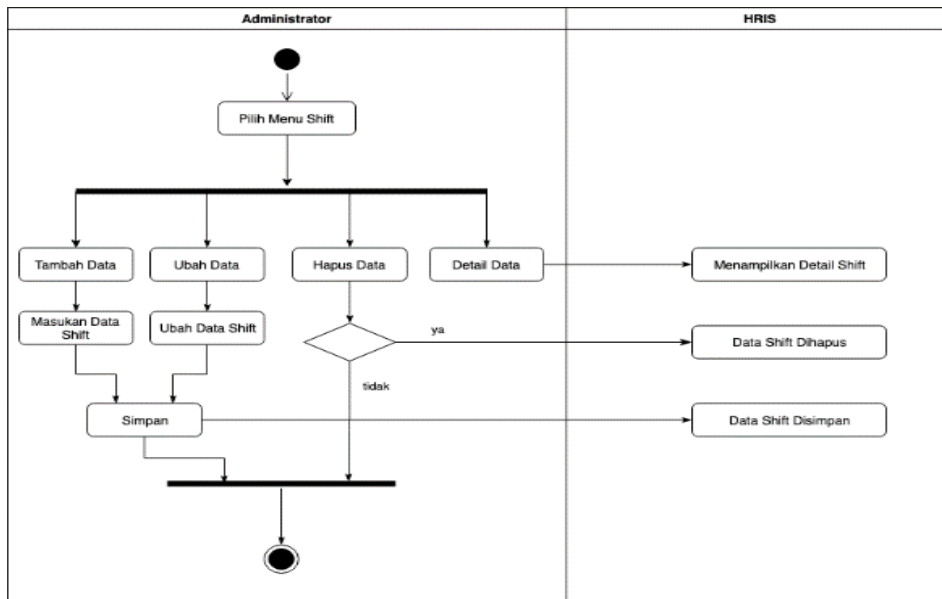 Administrator
HRIS
Pilih Menu Shift
Tambah Data
Ubah Data
Hapus Data
Detail Data
Menampilkan Detail Shift
Masukan Data
Shift
Ubah Data Shift
ya
Data Shift Dihapus
tidak
Simpan
Data Shift Disimpan